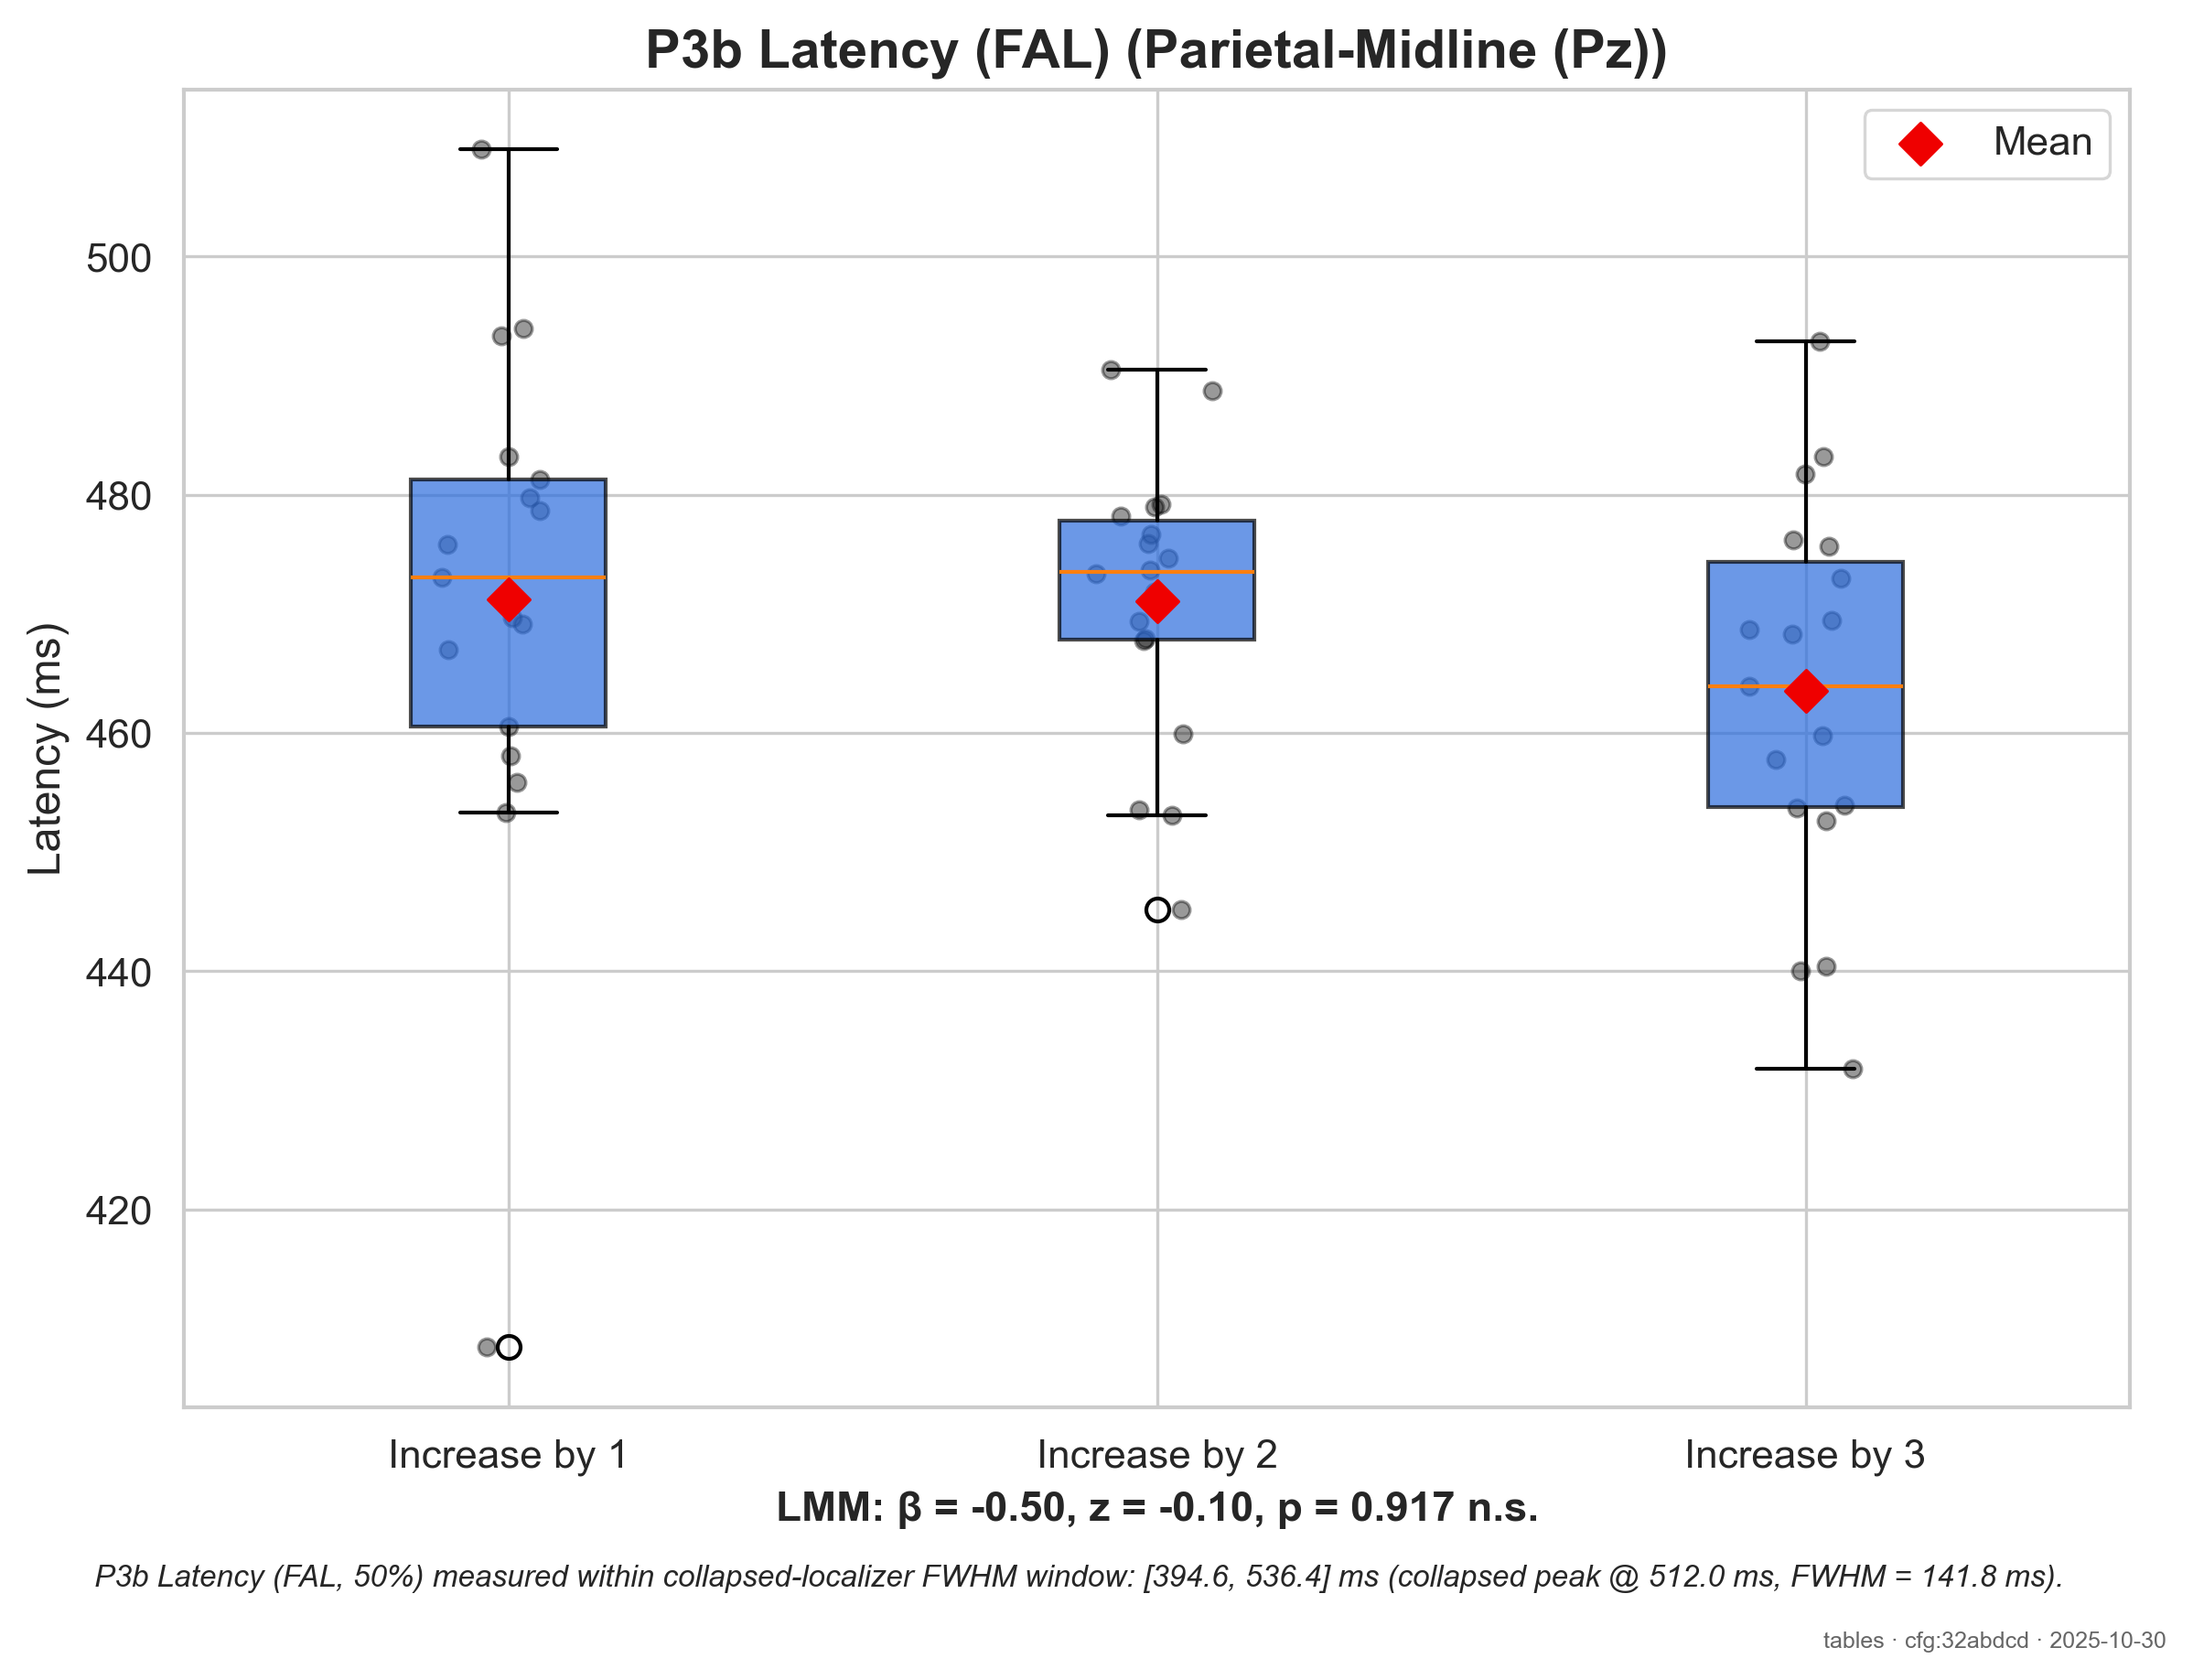 P3b Latency (FAL) (Parietal-Midline (Pz))
Mean
Latency (ms)
500
480
460
440
420
Increase by 1
Increase by 2
Increase by 3
LMM: β = -0.50, z = -0.10, p = 0.917 n.s.
P3b Latency (FAL, 50%) measured within collapsed-localizer FWHM window: [394.6, 536.4] ms (collapsed peak @ 512.0 ms, FWHM = 141.8 ms).
tables · cfg:32abdcd · 2025-10-30